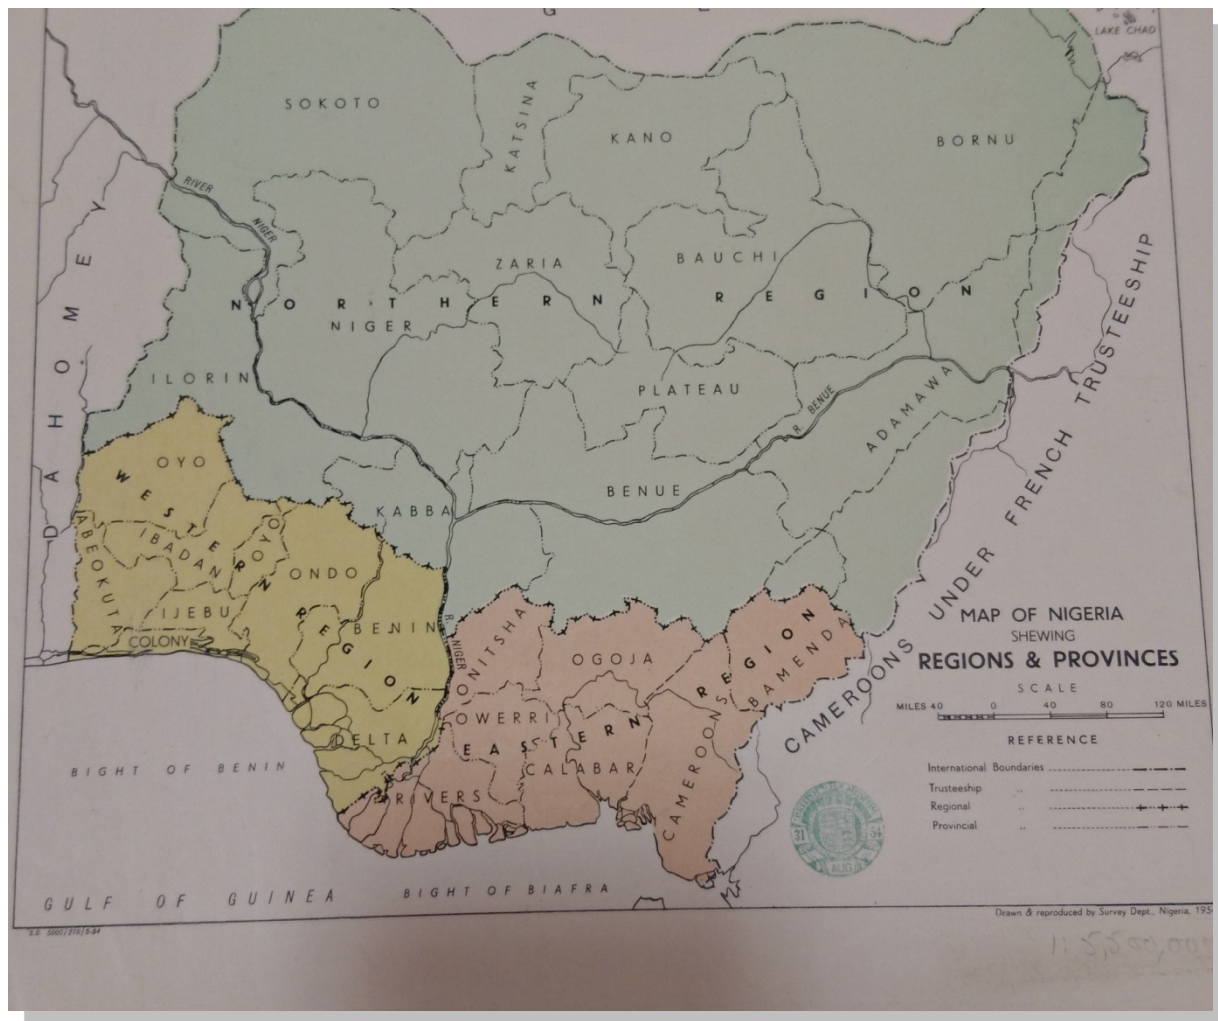 LAKE CHAD
SOKOTO
KATSINA
KANO
BORNU
RIVER
NIGER
ZARIA
BAUCHI
NORTHERN REGION
NIGER
DAHOMEY
ILORIN
PLATEAU
R. BENUE
ADAMAWA
OYO
BENUE
KABBA
WESTERN REGION
ABEOKUTA
IBADAN
OYO
ONDO
IJEBU
BENIN
COLONY
R. NIGER
ONITSHA
OGOJA
BAMENDA
OWERRI
EASTERN REGION
DELTA
CALABAR
RIVERS
CAMEROONS
CAMEROONS UNDER FRENCH TRUSTEESHIP
BIGHT OF BENIN
GULF OF GUINEA
BIGHT OF BIAFRA
MAP OF NIGERIA
SHEWING
REGIONS & PROVINCES
SCALE
MILES 40 0 40 80 120 MILES
REFERENCE
International Boundaries
Trusteeship "
Regional "
Provincial "
31 54
AUG
Drawn & reproduced by Survey Dept., Nigeria, 195